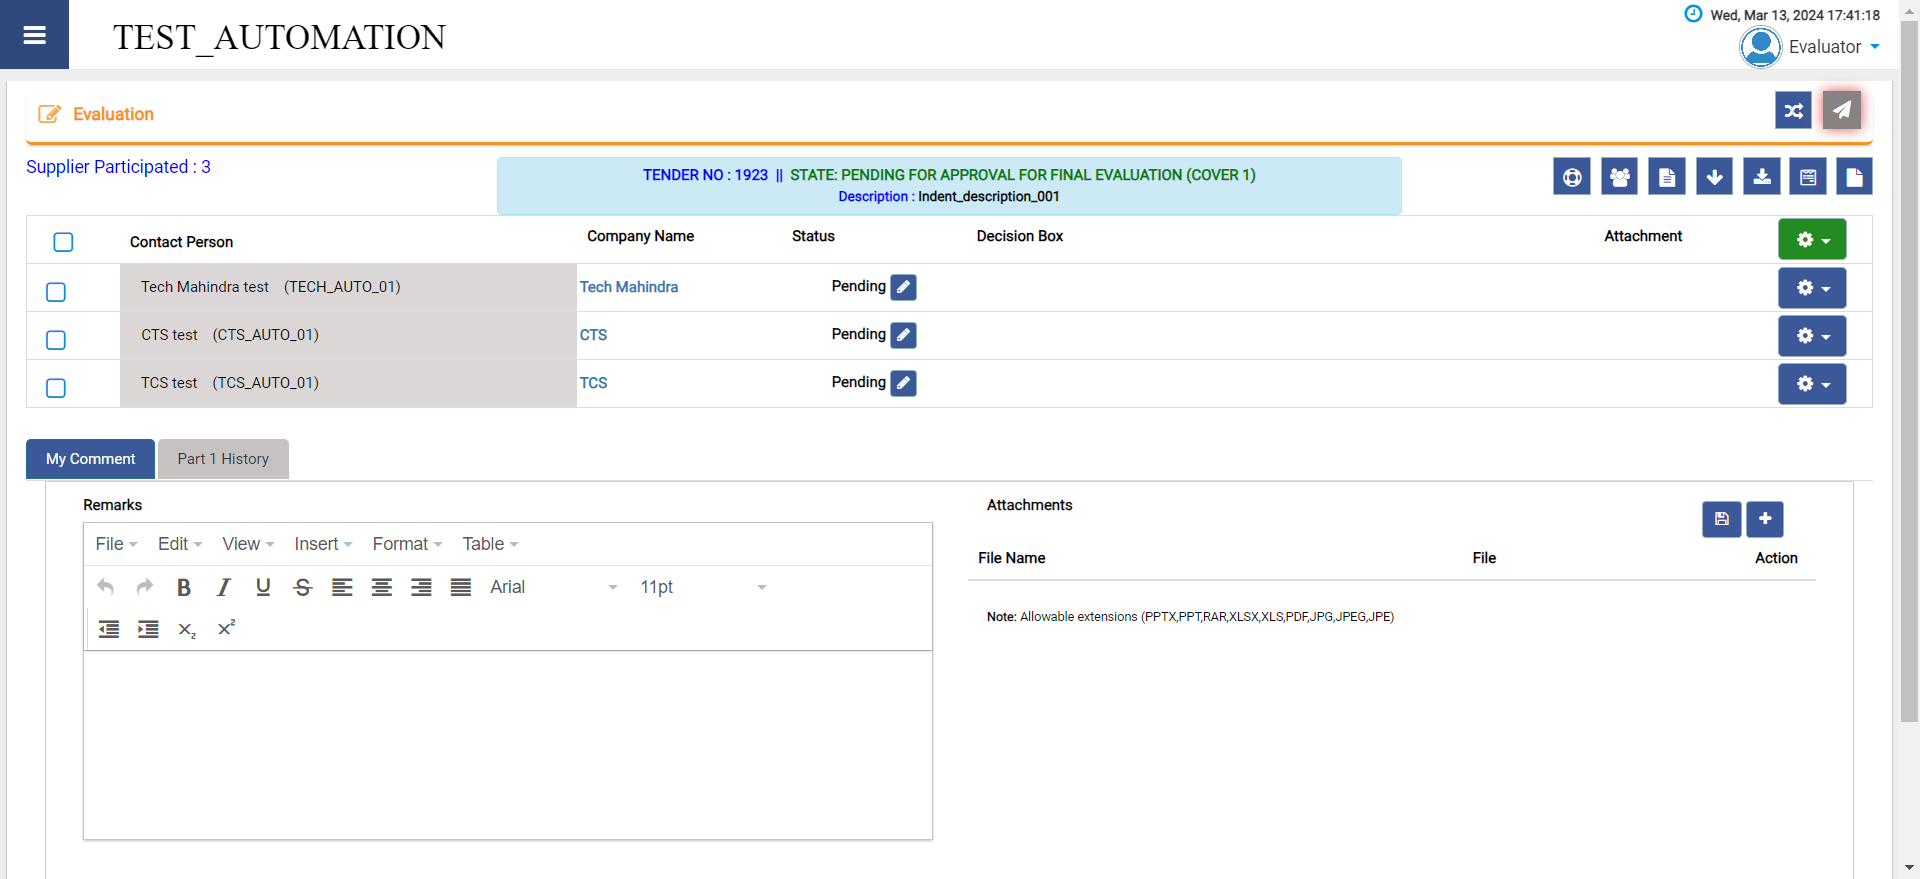 TEST_AUTOMATION
Wed, Mar 13, 2024 17:41:18
Evaluator
Evaluation
Supplier Participated : 3
TENDER NO : 1923 || STATE: PENDING FOR APPROVAL FOR FINAL EVALUATION (COVER 1)
Description : Indent_description_001
Contact Person Company Name Status Decision Box Attachment
Tech Mahindra test (TECH_AUTO_01) Tech Mahindra Pending
CTS test (CTS_AUTO_01) CTS Pending
TCS test (TCS_AUTO_01) TCS Pending
My Comment Part 1 History
Remarks
File Edit View Insert Format Table
B I U S Arial 11pt
x₂ x²
Attachments
File Name File Action
Note: Allowable extensions (PPTX,PPT,RAR,XLSX,XLS,PDF,JPG,JPEG,JPE)